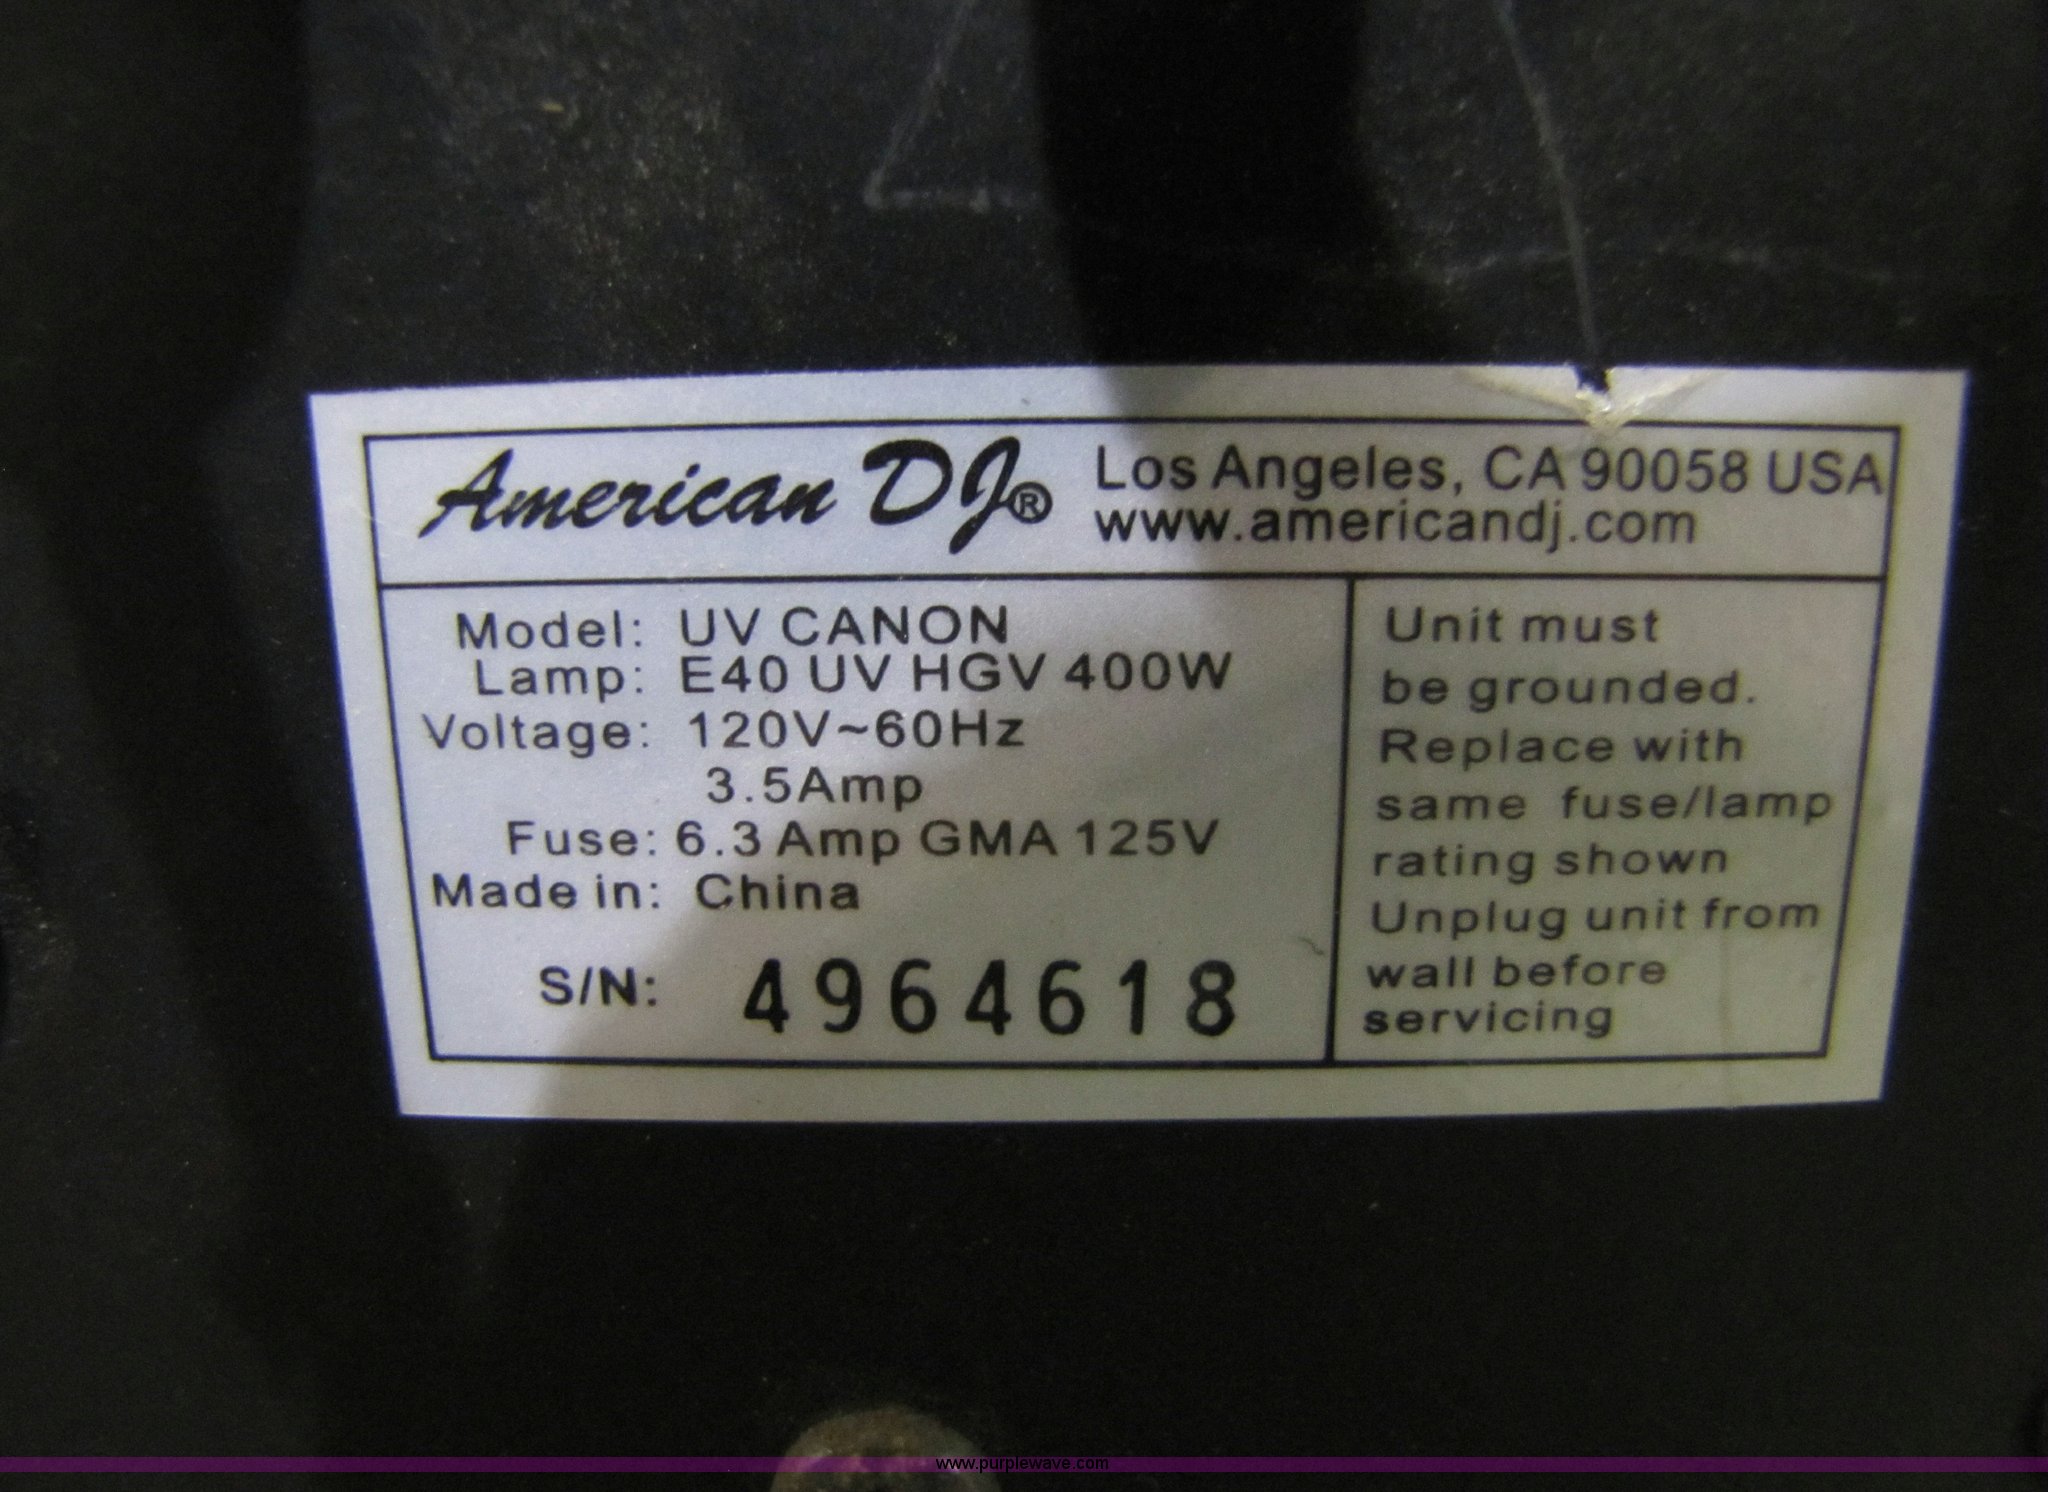 American DJ®
Los Angeles, CA 90058 USA
www.americandj.com
Model: UV CANON
Lamp: E40 UV HGV 400W
Voltage: 120V~60Hz
3.5Amp
Fuse: 6.3 Amp GMA 125V
Made in: China
S/N: 4964618
Unit must
be grounded.
Replace with
same fuse/lamp
rating shown
Unplug unit from
wall before
servicing
www.purplewave.com